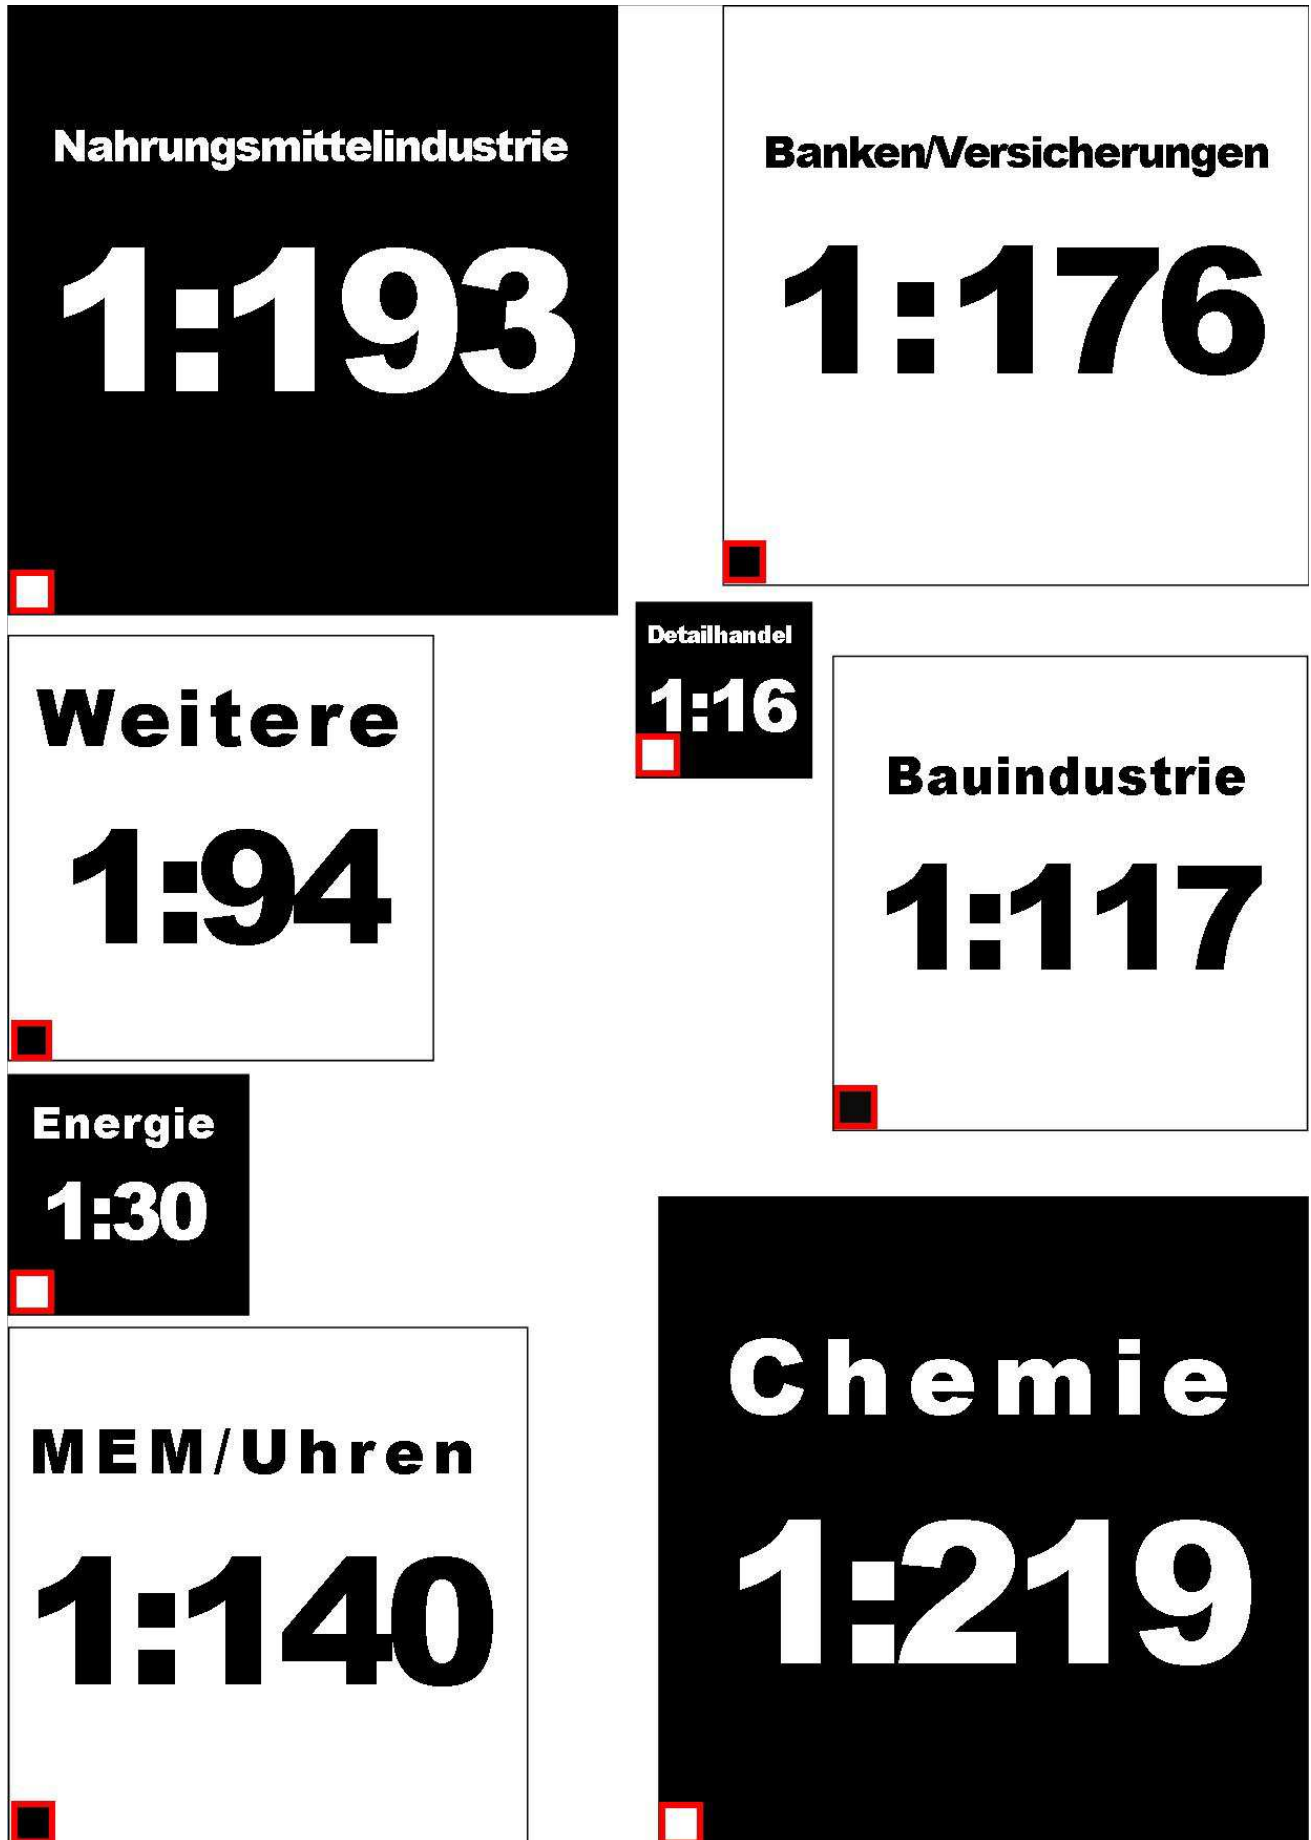 Nahrungsmittelindustrie
1:193
Banken/Versicherungen
1:176
Weitere
1:94
Detailhandel
1:16
Bauindustrie
1:117
Energie
1:30
MEM/Uhren
1:140
Chemie
1:219